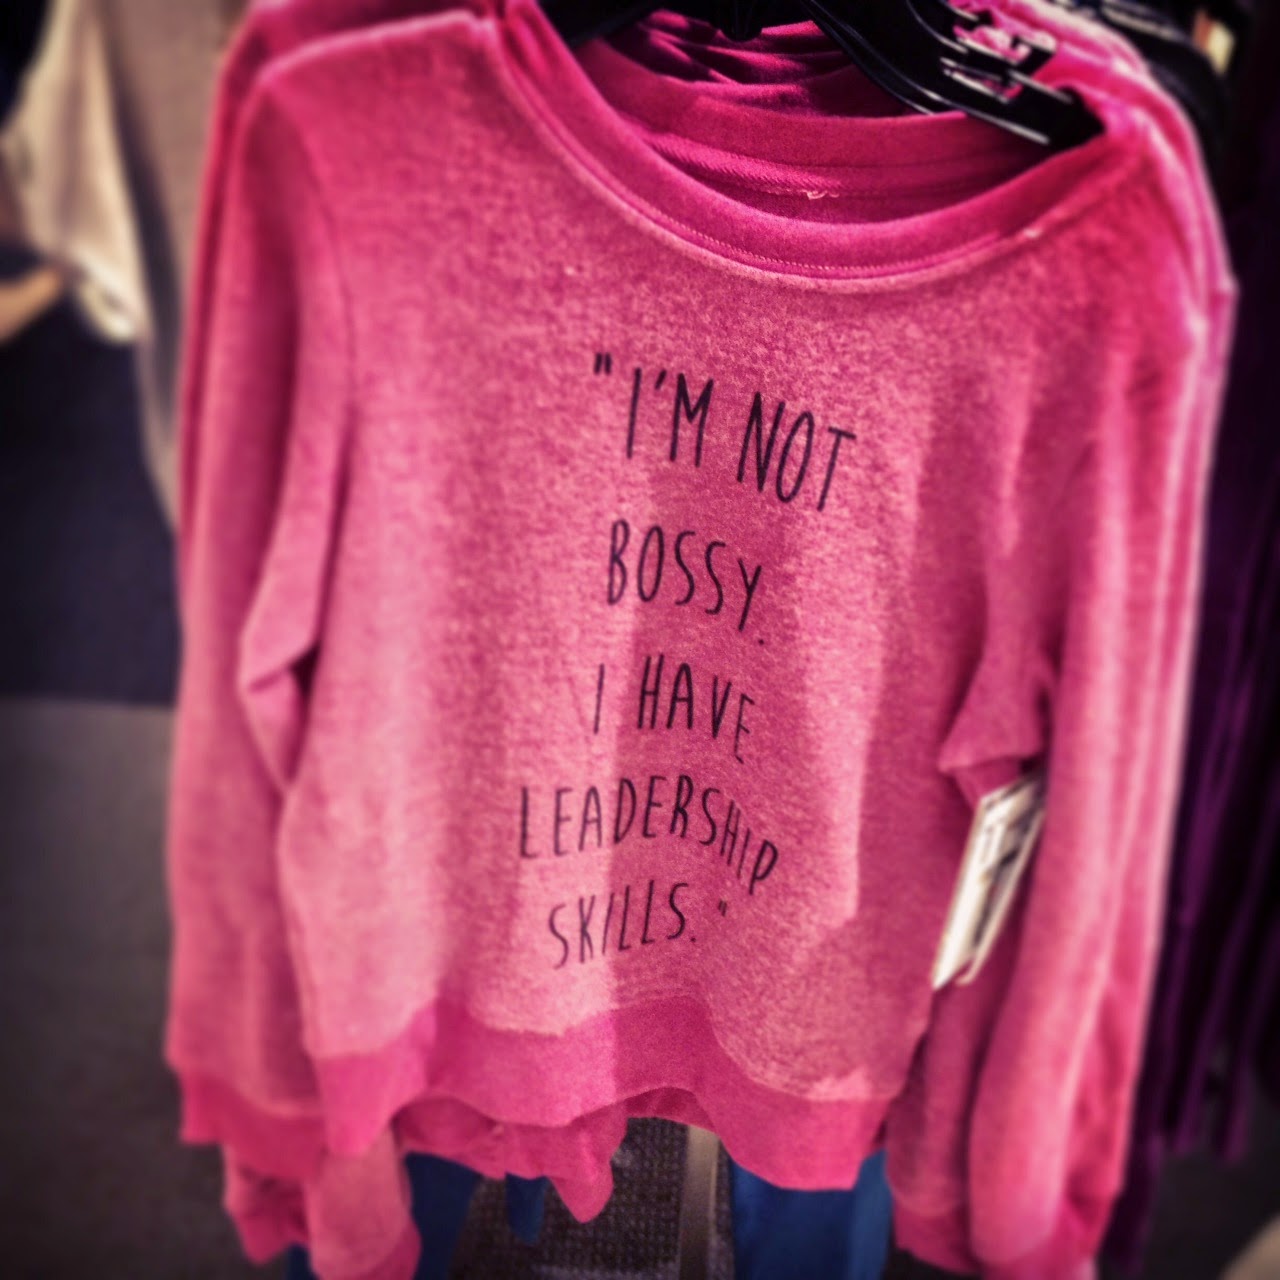 "I'M NOT
BOSSY.
I HAVE
LEADERSHIP
SKILLS."